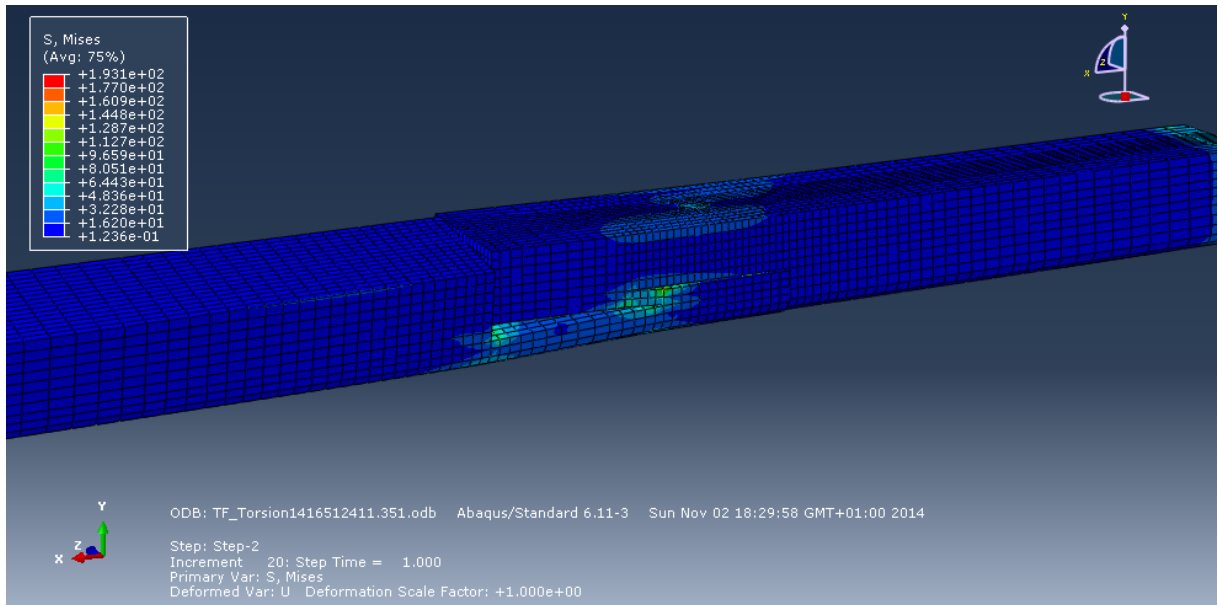 S, Mises
(Avg: 75%)
+1.931e+02
+1.770e+02
+1.609e+02
+1.448e+02
+1.287e+02
+1.127e+02
+9.659e+01
+8.051e+01
+6.443e+01
+4.836e+01
+3.228e+01
+1.620e+01
+1.236e-01
Y
X
Z
Y
Z
X
ODB: TF_Torsion1416512411.351.odb Abaqus/Standard 6.11-3 Sun Nov 02 18:29:58 GMT+01:00 2014
Step: Step-2
Increment 20: Step Time = 1.000
Primary Var: S, Mises
Deformed Var: U Deformation Scale Factor: +1.000e+00